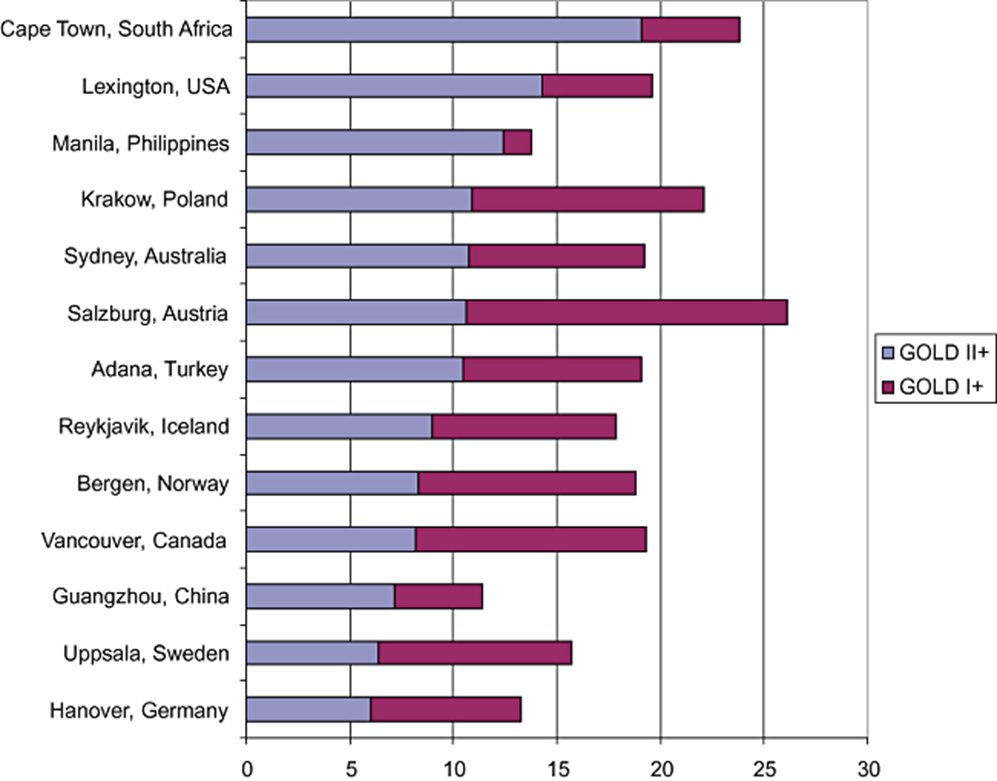 Cape Town, South Africa
Lexington, USA
Manila, Philippines
Krakow, Poland
Sydney, Australia
Salzburg, Austria
Adana, Turkey
Reykjavik, Iceland
Bergen, Norway
Vancouver, Canada
Guangzhou, China
Uppsala, Sweden
Hanover, Germany
0 5 10 15 20 25 30
GOLD II+
GOLD I+